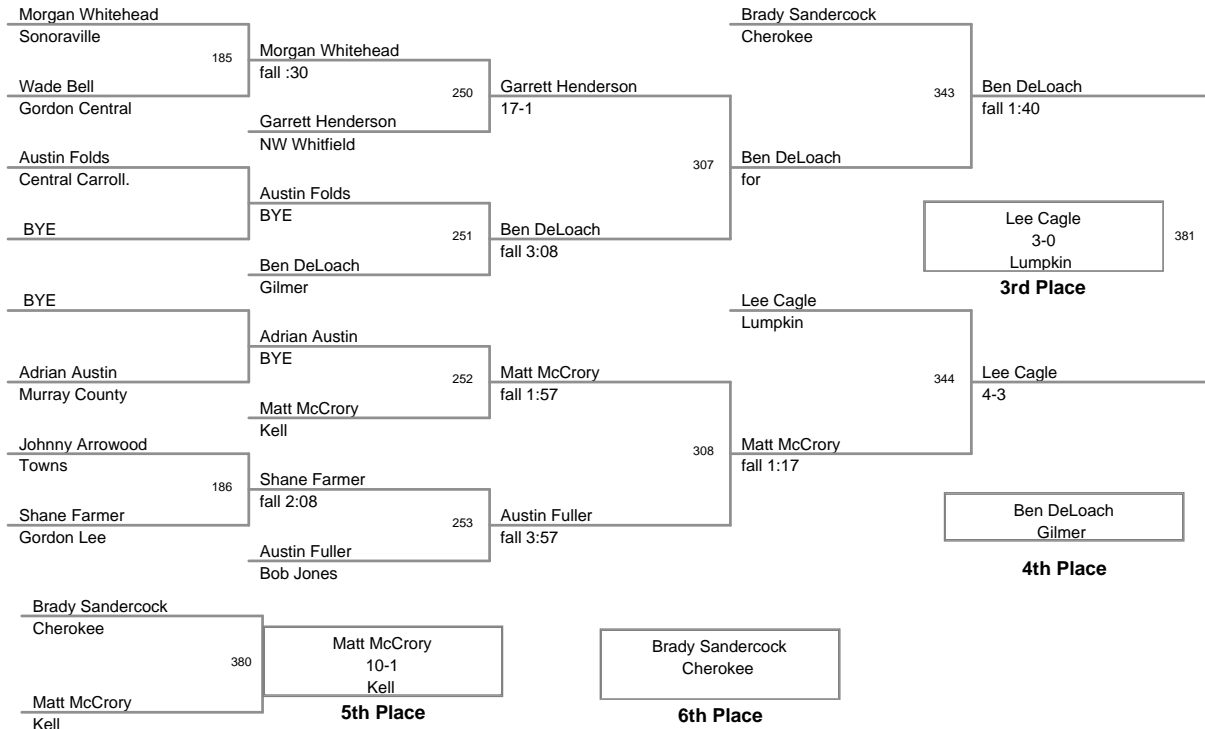 Morgan Whitehead
Sonoraville
185
Wade Bell
Gordon Central
Austin Folds
Central Carroll.
BYE
BYE
Adrian Austin
Murray County
Johnny Arrowood
Towns
186
Shane Farmer
Gordon Lee
Morgan Whitehead
fall :30
250
Garrett Henderson
NW Whitfield
Austin Folds
BYE
251
Ben DeLoach
Gilmer
Adrian Austin
BYE
252
Matt McCrory
Kell
Shane Farmer
fall 2:08
253
Austin Fuller
Bob Jones
Garrett Henderson
17-1
307
Ben DeLoach
fall 3:08
Matt McCrory
fall 1:57
308
Austin Fuller
fall 3:57
Brady Sandercock
Cherokee
343
Ben DeLoach
for
Lee Cagle
Lumpkin
344
Matt McCrory
fall 1:17
Ben DeLoach
fall 1:40
Lee Cagle
3-0
Lumpkin
381
3rd Place
Lee Cagle
4-3
Ben DeLoach
Gilmer
4th Place
Brady Sandercock
Cherokee
380
Matt McCrory
Kell
Matt McCrory
10-1
Kell
5th Place
Brady Sandercock
Cherokee
6th Place